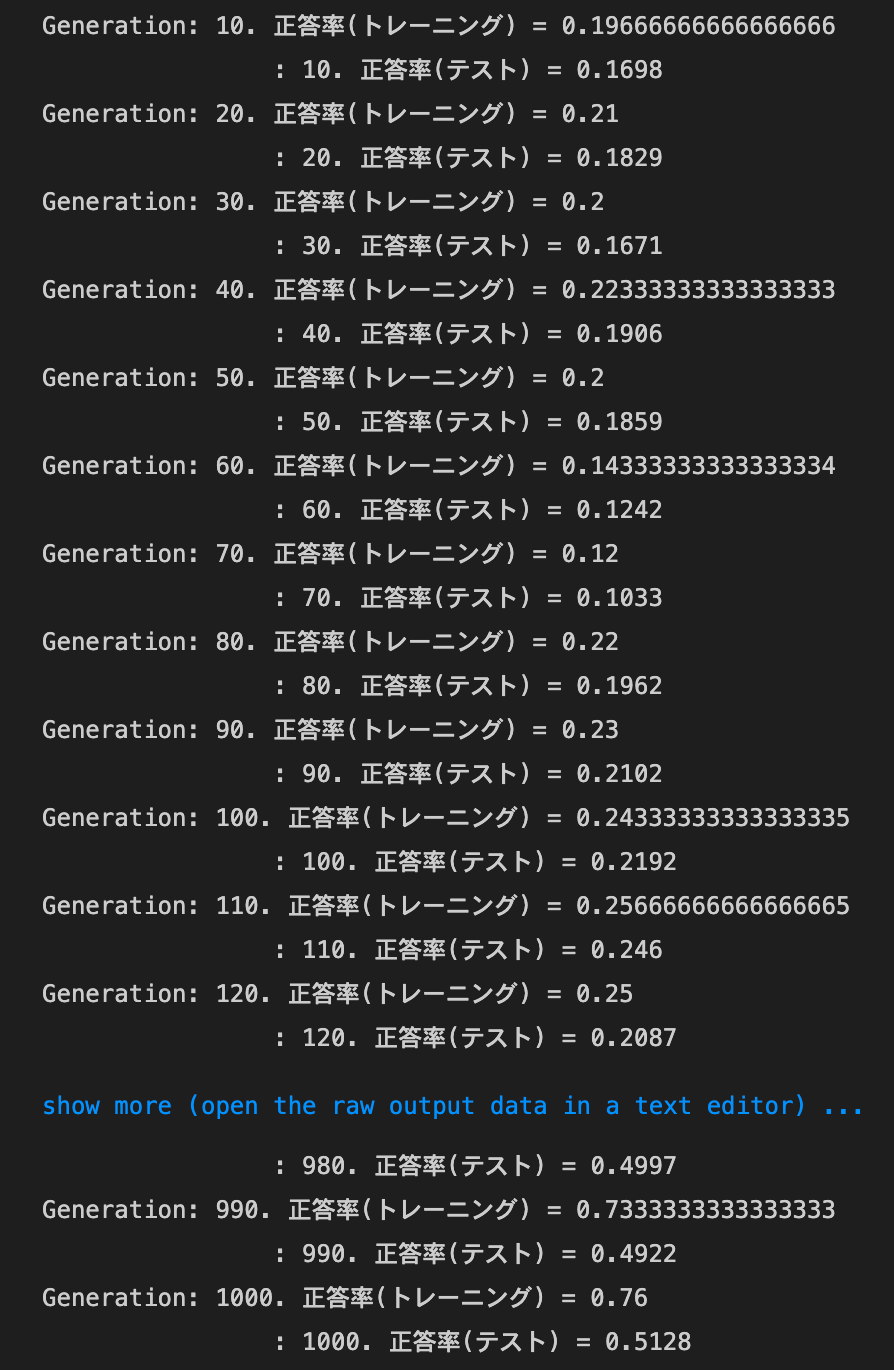 Generation: 10. 正答率(トレーニング) = 0.19666666666666666
: 10. 正答率(テスト) = 0.1698
Generation: 20. 正答率(トレーニング) = 0.21
: 20. 正答率(テスト) = 0.1829
Generation: 30. 正答率(トレーニング) = 0.2
: 30. 正答率(テスト) = 0.1671
Generation: 40. 正答率(トレーニング) = 0.22333333333333333
: 40. 正答率(テスト) = 0.1906
Generation: 50. 正答率(トレーニング) = 0.2
: 50. 正答率(テスト) = 0.1859
Generation: 60. 正答率(トレーニング) = 0.14333333333333334
: 60. 正答率(テスト) = 0.1242
Generation: 70. 正答率(トレーニング) = 0.12
: 70. 正答率(テスト) = 0.1033
Generation: 80. 正答率(トレーニング) = 0.22
: 80. 正答率(テスト) = 0.1962
Generation: 90. 正答率(トレーニング) = 0.23
: 90. 正答率(テスト) = 0.2102
Generation: 100. 正答率(トレーニング) = 0.24333333333333335
: 100. 正答率(テスト) = 0.2192
Generation: 110. 正答率(トレーニング) = 0.25666666666666665
: 110. 正答率(テスト) = 0.246
Generation: 120. 正答率(トレーニング) = 0.25
: 120. 正答率(テスト) = 0.2087
show more (open the raw output data in a text editor) ...
: 980. 正答率(テスト) = 0.4997
Generation: 990. 正答率(トレーニング) = 0.7333333333333333
: 990. 正答率(テスト) = 0.4922
Generation: 1000. 正答率(トレーニング) = 0.76
: 1000. 正答率(テスト) = 0.5128